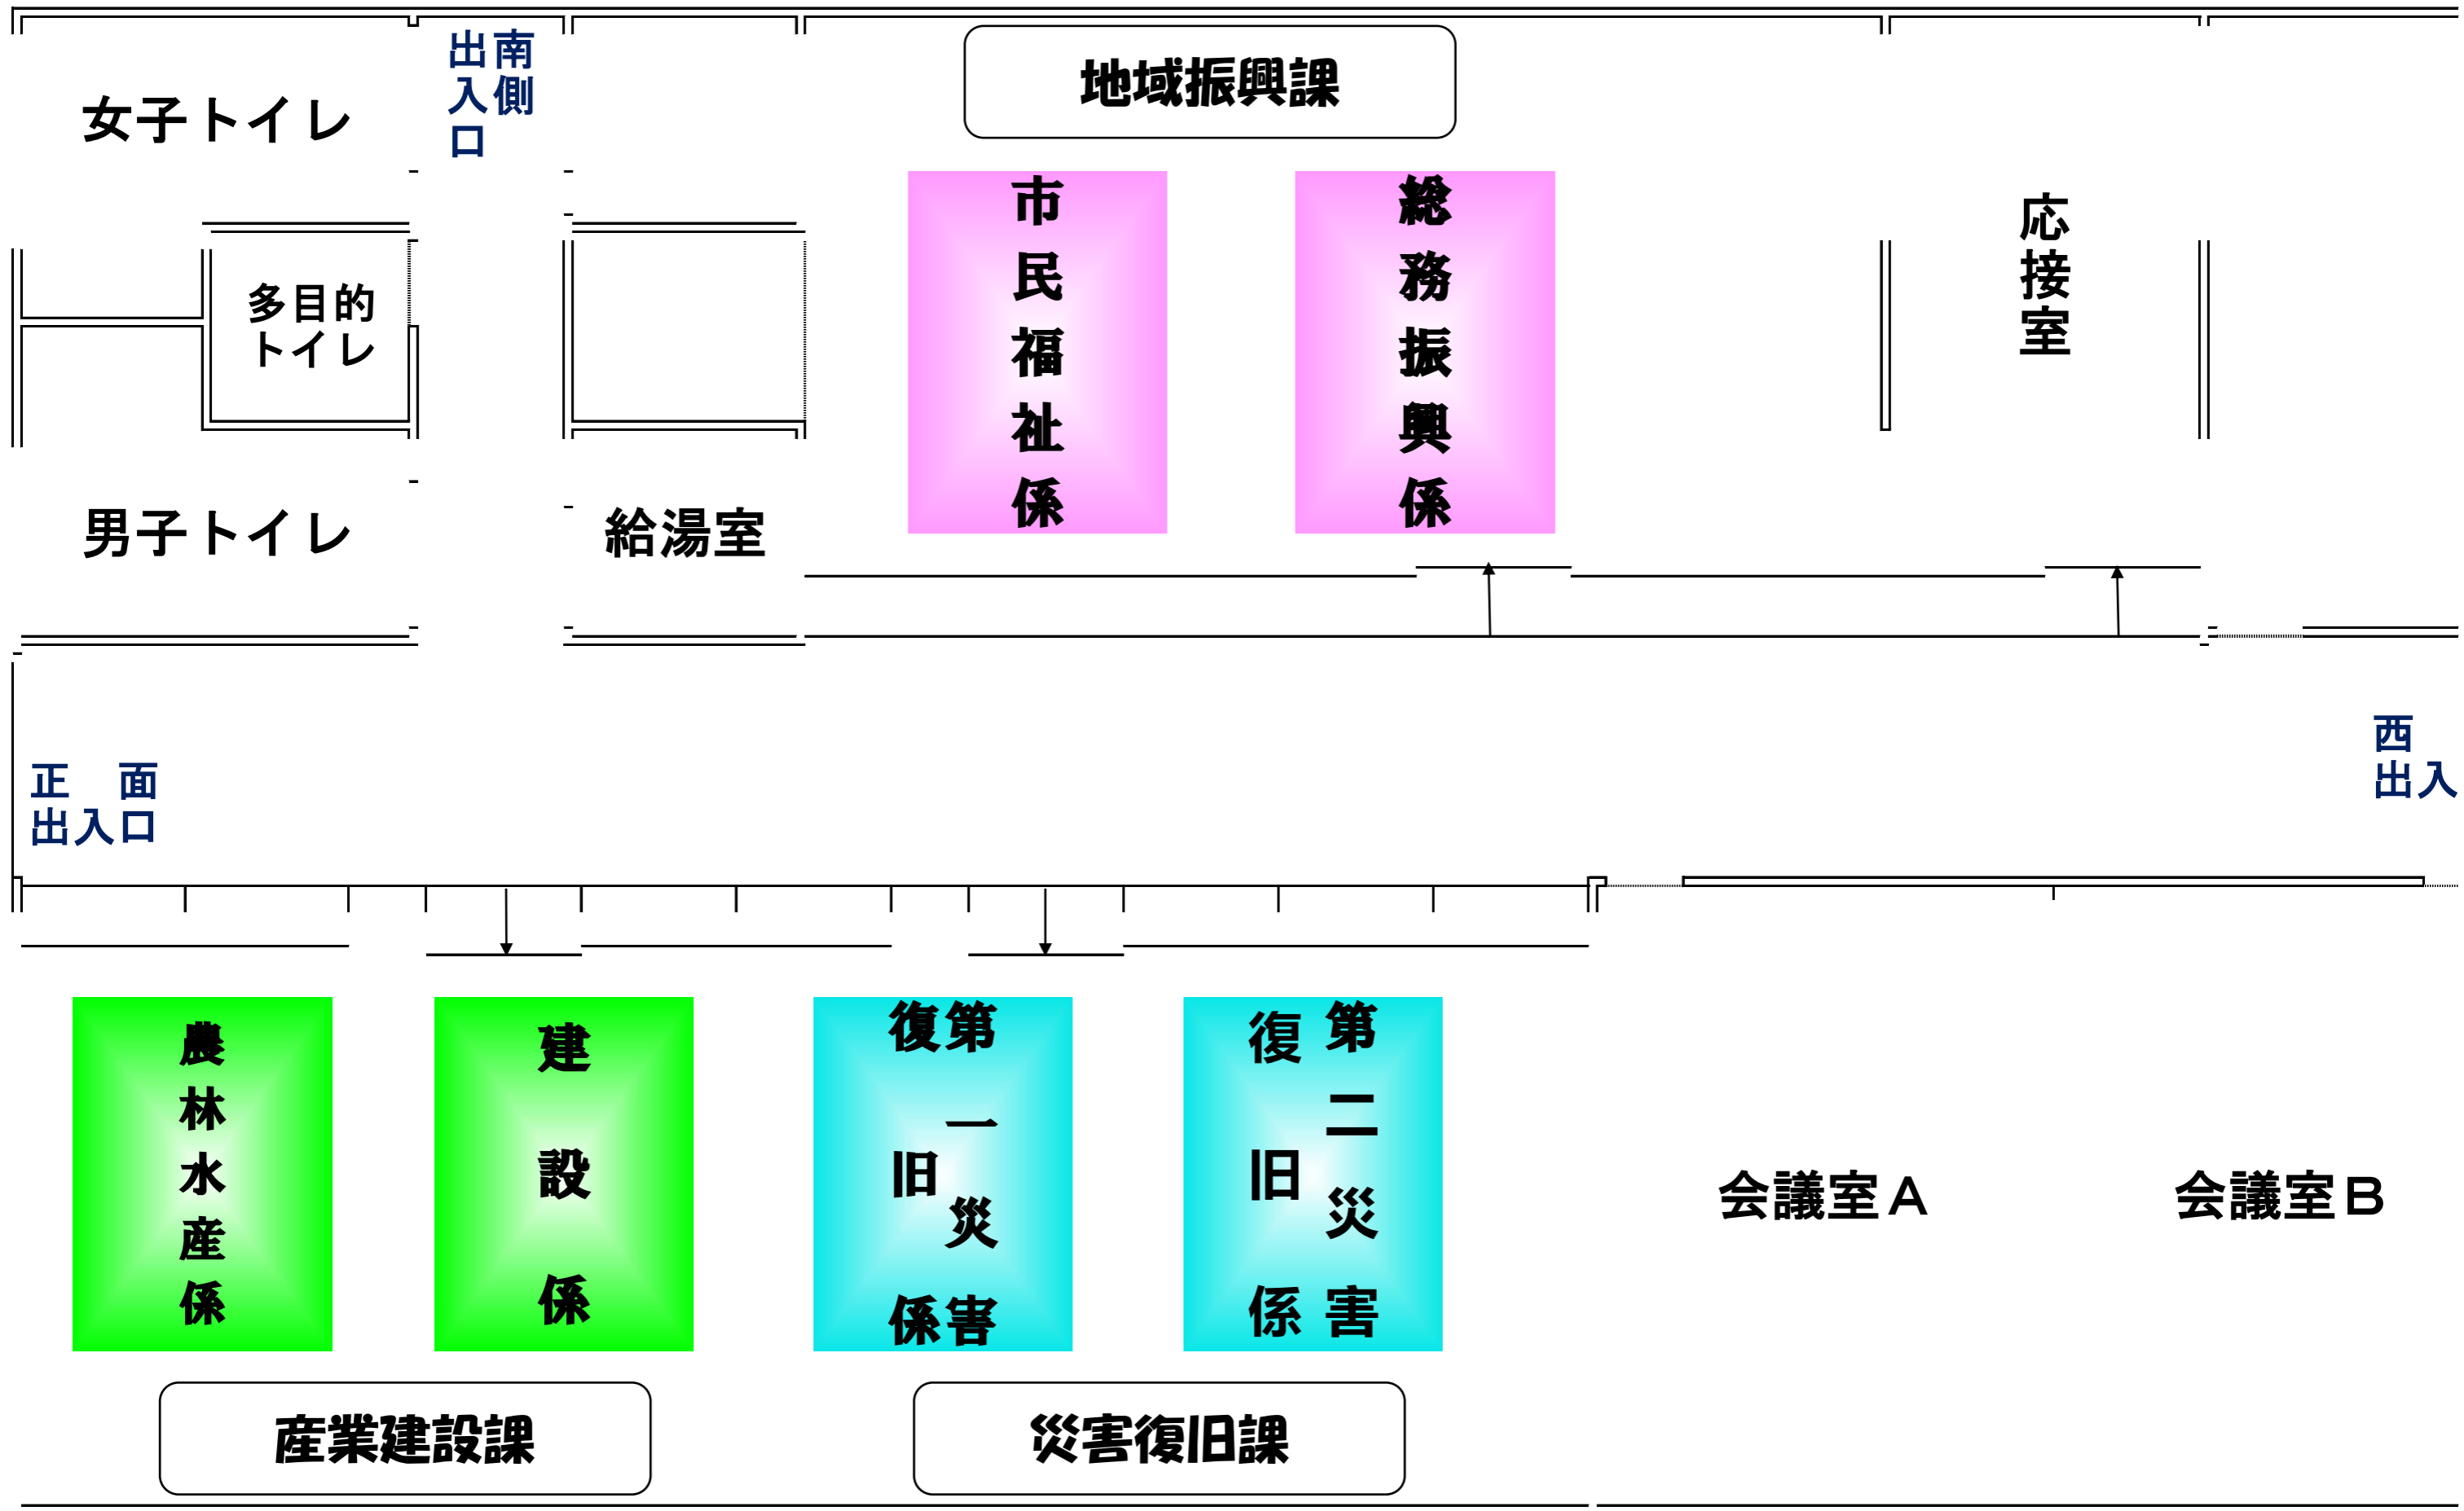 女子トイレ
南側
出入口
地域振興課
市民福祉係
総務振興係
応接室
多目的
トイレ
男子トイレ
給湯室
正　面
出入口
西
出入
農林水産係
建設係
第一災害
復旧係
第二災害
復旧係
会議室A
会議室B
産業建設課
災害復旧課